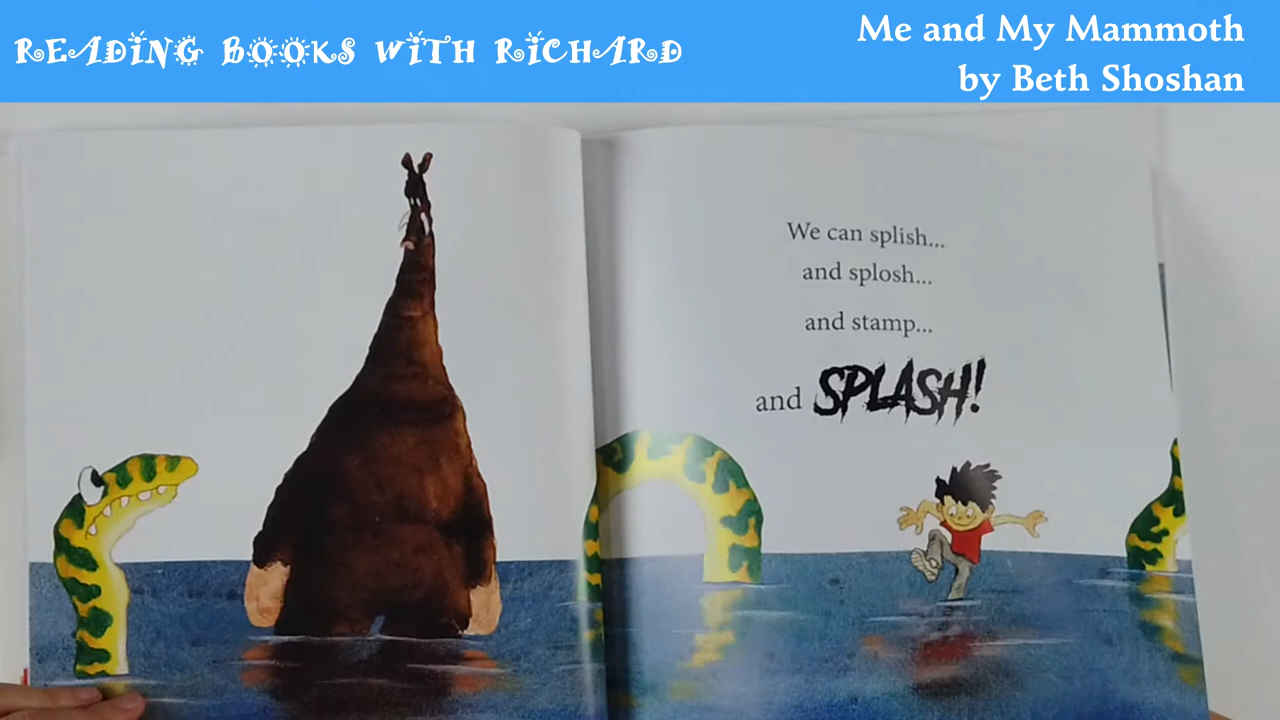 READING BOOKS WITH RICHARD
Me and My Mammoth
by Beth Shoshan
We can splish...
and splosh...
and stamp...
and SPLASH!